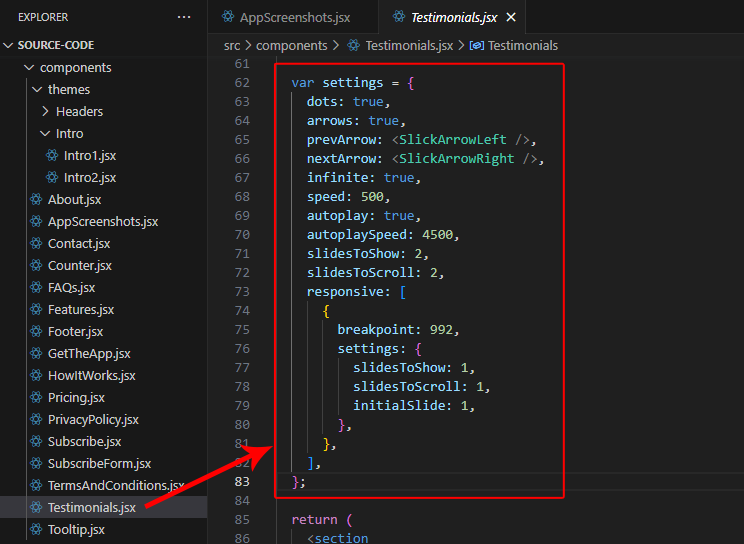 EXPLORER
SOURCE-CODE
components
themes
Headers
Intro
Intro1.jsx
Intro2.jsx
About.jsx
AppScreenshots.jsx
Contact.jsx
Counter.jsx
FAQs.jsx
Features.jsx
Footer.jsx
GetTheApp.jsx
HowItWorks.jsx
Pricing.jsx
PrivacyPolicy.jsx
Subscribe.jsx
SubscribeForm.jsx
TermsAndConditions.jsx
Testimonials.jsx
Tooltip.jsx
AppScreenshots.jsx Testimonials.jsx
src > components > Testimonials.jsx > Testimonials
61
62 var settings = {
63 dots: true,
64 arrows: true,
65 prevArrow: <SlickArrowLeft />,
66 nextArrow: <SlickArrowRight />,
67 infinite: true,
68 speed: 500,
69 autoplay: true,
70 autoplaySpeed: 4500,
71 slidesToShow: 2,
72 slidesToScroll: 2,
73 responsive: [
74 {
75 breakpoint: 992,
76 settings: {
77 slidesToShow: 1,
78 slidesToScroll: 1,
79 initialSlide: 1,
80 },
81 },
82 ],
83 };
84
85 return (
86 <section